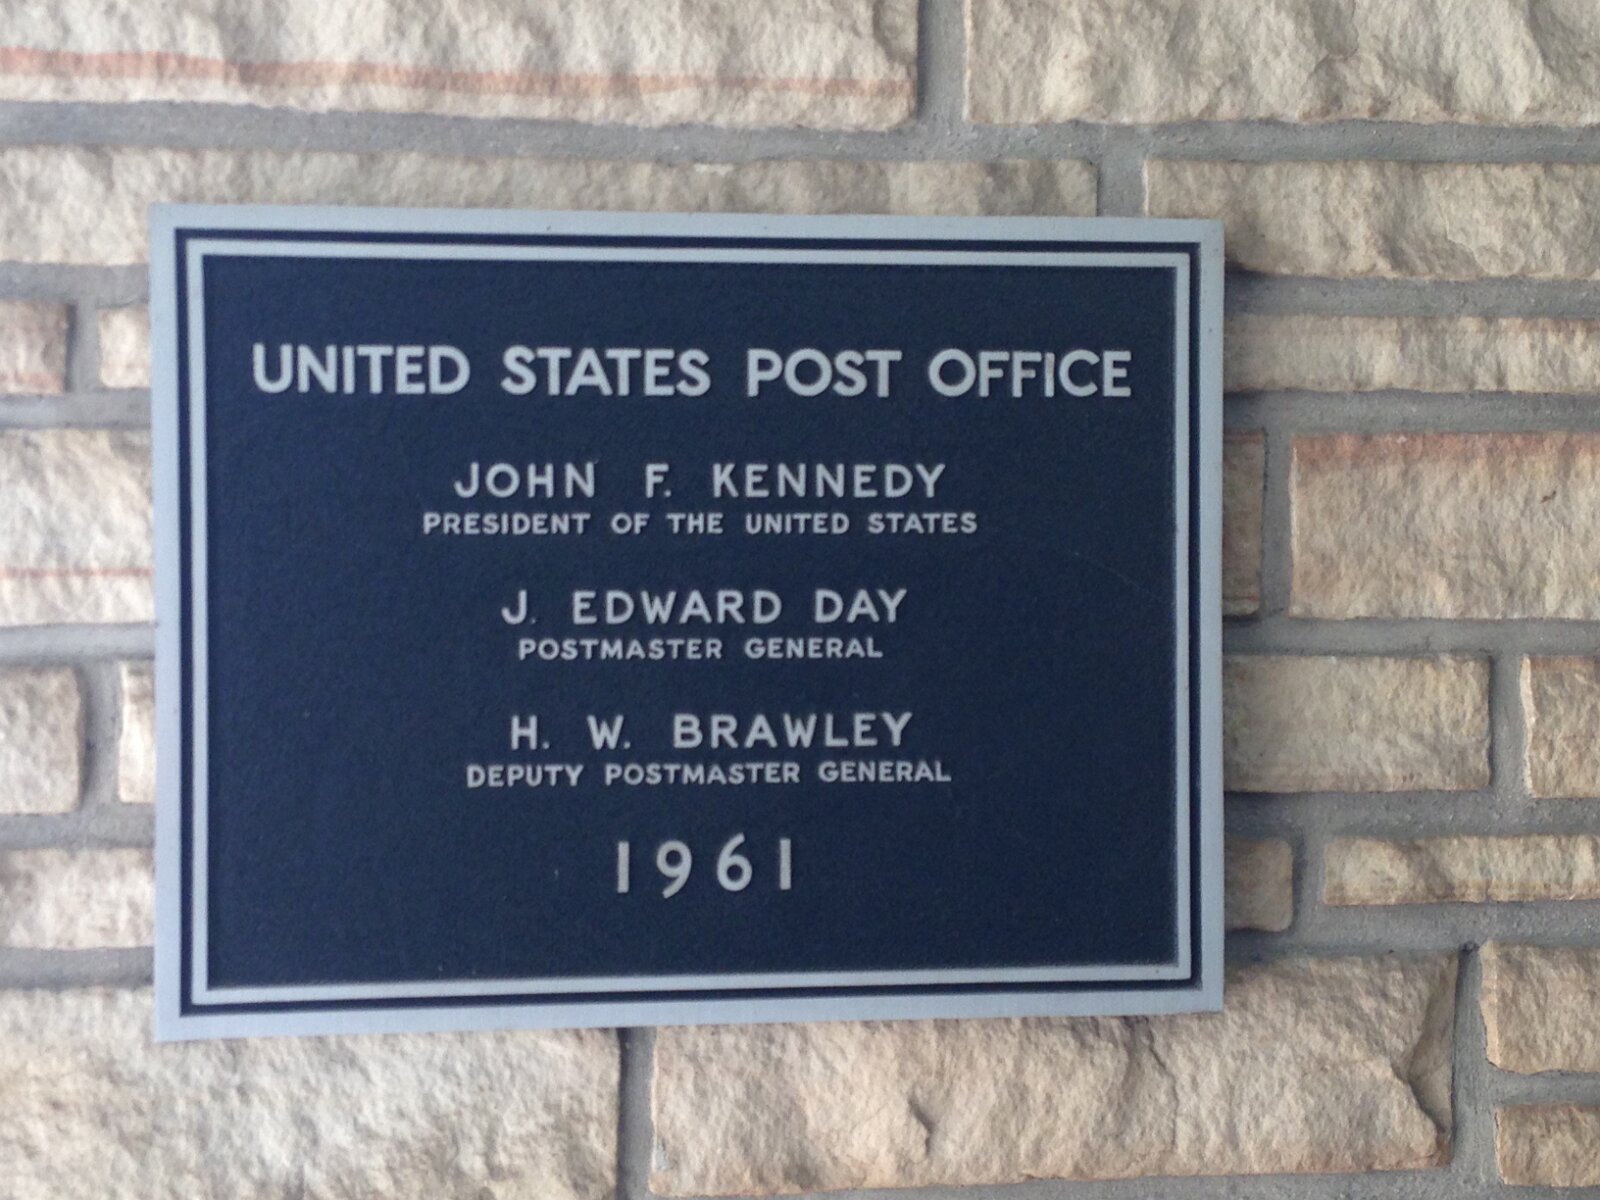 UNITED STATES POST OFFICE
JOHN F. KENNEDY
PRESIDENT OF THE UNITED STATES
J. EDWARD DAY
POSTMASTER GENERAL
H. W. BRAWLEY
DEPUTY POSTMASTER GENERAL
1961